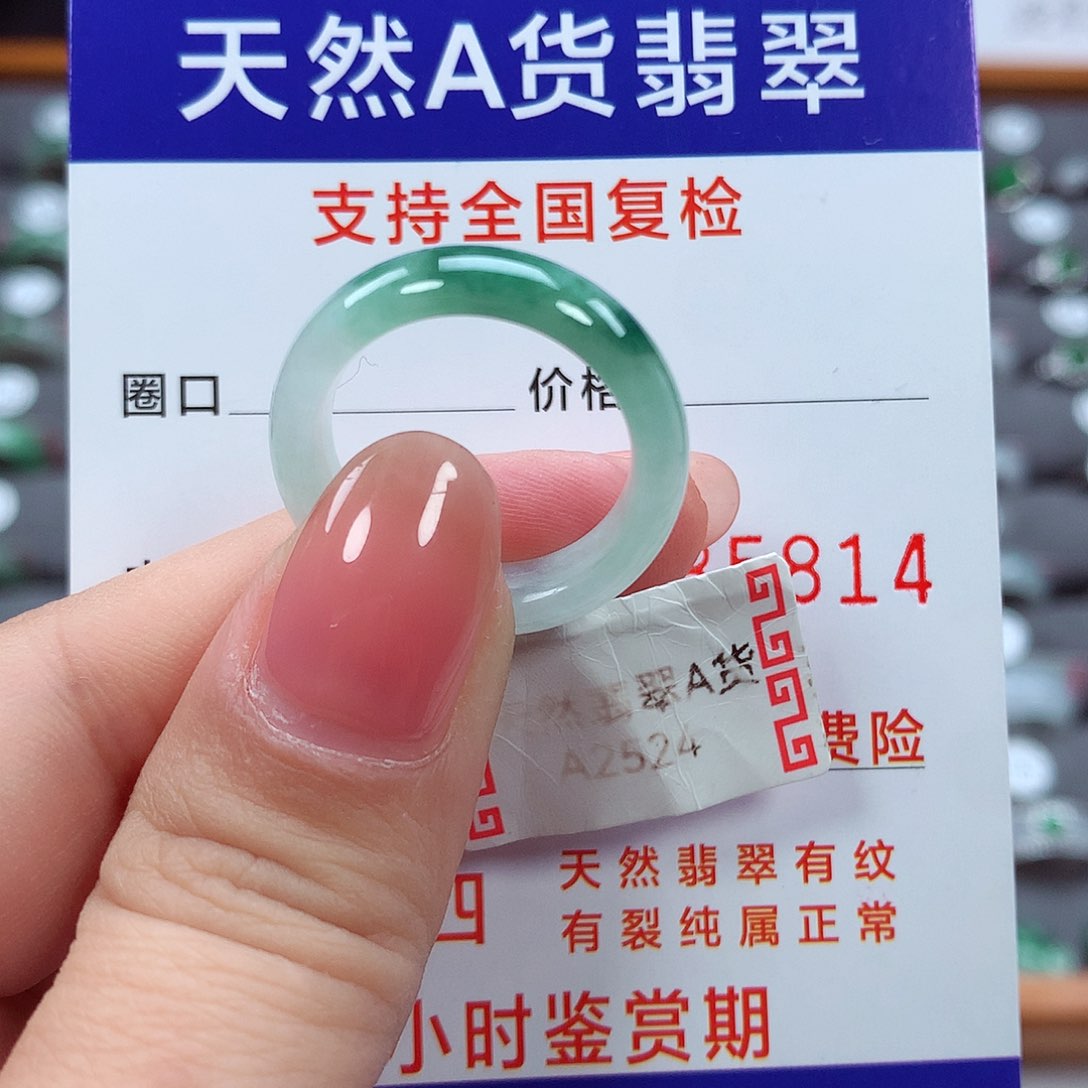 天然A货翡翠
支持全国复检
圈口 价格
5814
翡翠A货
A2524
费险
天然翡翠有纹
有裂纯属正常
小时鉴赏期